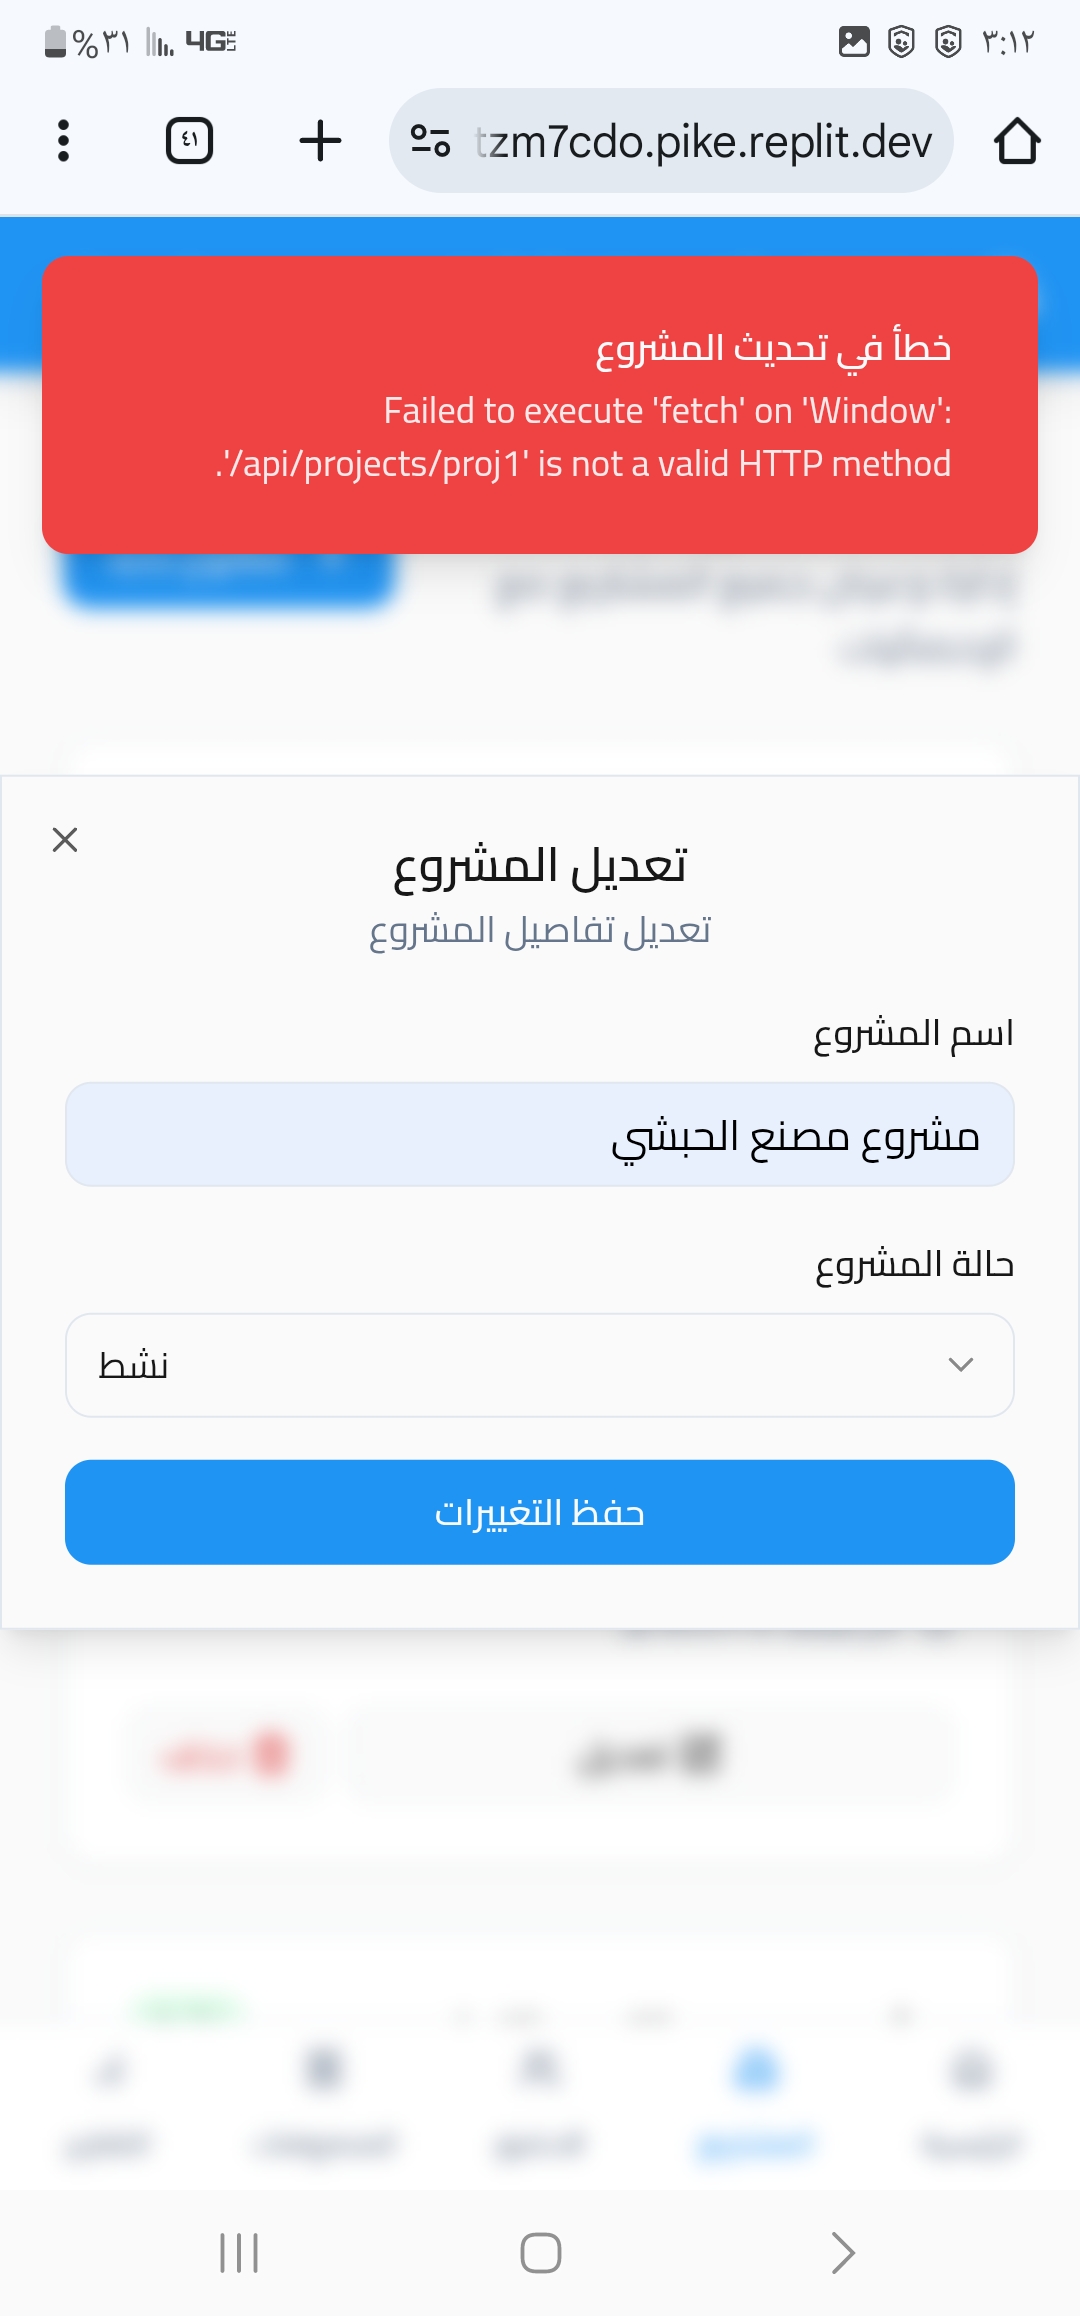 ٣:١٢
4G LTE
%٣١
tzm7cdo.pike.replit.dev
٤١
خطأ في تحديث المشروع
Failed to execute 'fetch' on 'Window':
'/api/projects/proj1' is not a valid HTTP method.
تعديل المشروع
تعديل تفاصيل المشروع
اسم المشروع
مشروع مصنع الحبشي
حالة المشروع
نشط
حفظ التغييرات
تعديل